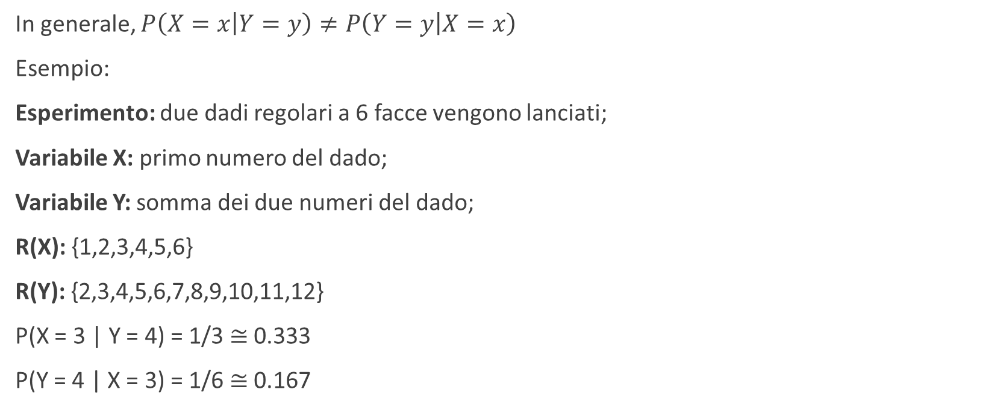 In generale, P(X = x|Y = y) ≠ P(Y = y|X = x)
Esempio:
Esperimento: due dadi regolari a 6 facce vengono lanciati;
Variabile X: primo numero del dado;
Variabile Y: somma dei due numeri del dado;
R(X): {1,2,3,4,5,6}
R(Y): {2,3,4,5,6,7,8,9,10,11,12}
P(X = 3 | Y = 4) = 1/3 ≅ 0.333
P(Y = 4 | X = 3) = 1/6 ≅ 0.167